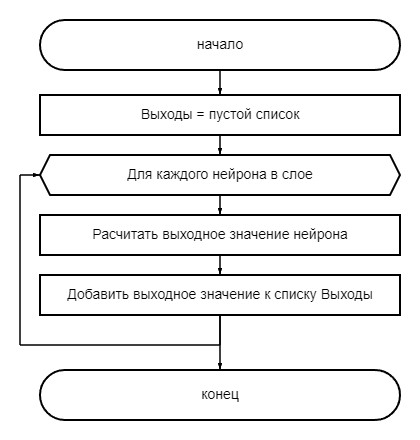 начало
Выходы = пустой список
Для каждого нейрона в слое
Расчитать выходное значение нейрона
Добавить выходное значение к списку Выходы
конец